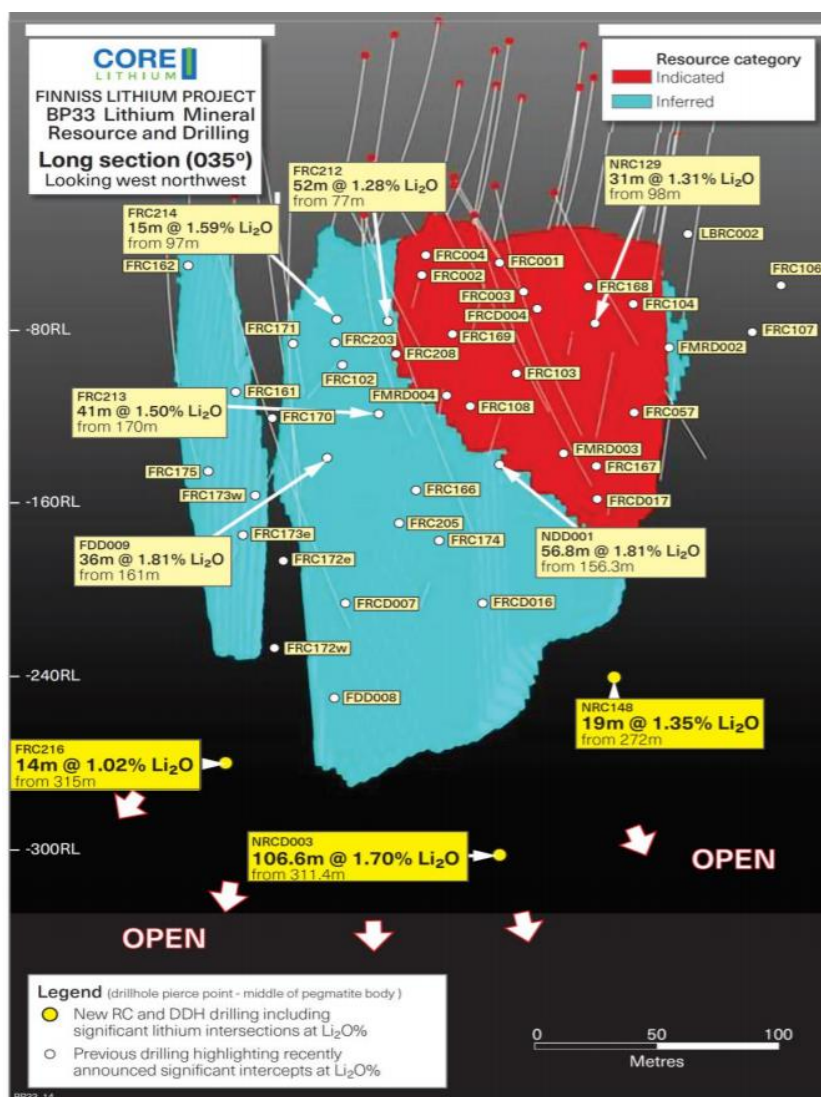 CORE
LITHIUM
FINNISS LITHIUM PROJECT
BP33 Lithium Mineral
Resource and Drilling
Long section (035º)
Looking west northwest
Resource category
Indicated
Inferred
FRC212
52m @ 1.28% Li₂O
from 77m
NRC129
31m @ 1.31% Li₂O
from 98m
FRC214
15m @ 1.59% Li₂O
from 97m
LBRC002
FRC162
FRC004
FRC001
FRC002
FRC106
FRC003
FRC168
FRCD004
FRC104
-80RL
FRC171
FRC203
FRC169
FRC107
FRC208
FMRD002
FRC102
FRC103
FRC213
41m @ 1.50% Li₂O
from 170m
FRC161
FMRD004
FRC170
FRC108
FRC057
FMRD003
FRC175
FRC167
FRC173w
FRC166
-160RL
FRCD017
FRC205
FRC173e
FRC174
FDD009
36m @ 1.81% Li₂O
from 161m
NDD001
56.8m @ 1.81% Li₂O
from 156.3m
FRC172e
FRCD007
FRCD016
FRC172w
-240RL
FDD008
NRC148
19m @ 1.35% Li₂O
from 272m
FRC216
14m @ 1.02% Li₂O
from 315m
-300RL
NRCD003
106.6m @ 1.70% Li₂O
from 311.4m
OPEN
OPEN
Legend (drillhole pierce point - middle of pegmatite body )
New RC and DDH drilling including
significant lithium intersections at Li₂O%
Previous drilling highlighting recently
announced significant intercepts at Li₂O%
0 50 100
Metres